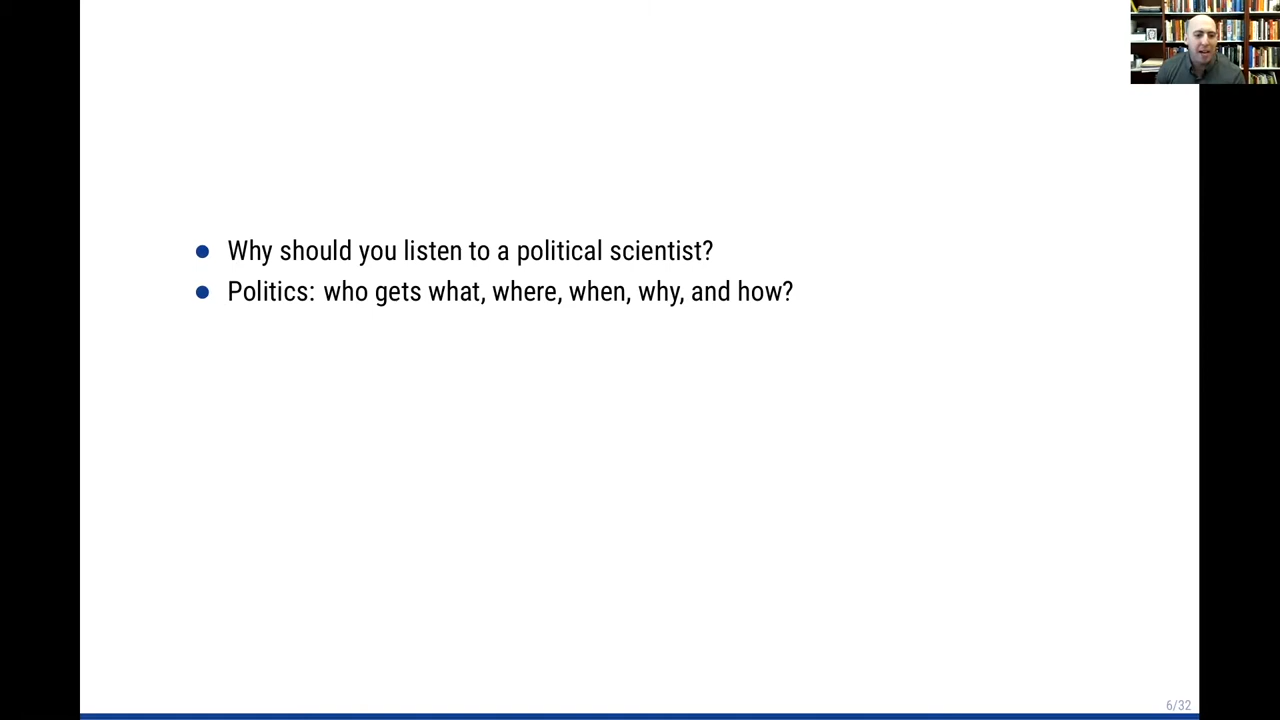 Why should you listen to a political scientist?
Politics: who gets what, where, when, why, and how?
6/32